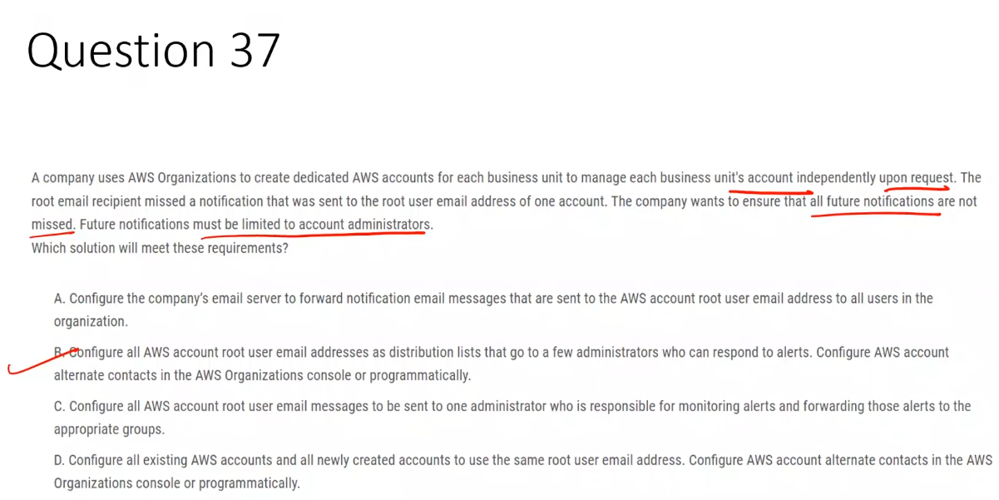 Question 37
A company uses AWS Organizations to create dedicated AWS accounts for each business unit to manage each business unit's account independently upon request. The
root email recipient missed a notification that was sent to the root user email address of one account. The company wants to ensure that all future notifications are not
missed. Future notifications must be limited to account administrators.
Which solution will meet these requirements?
A. Configure the company's email server to forward notification email messages that are sent to the AWS account root user email address to all users in the
organization.
B. Configure all AWS account root user email addresses as distribution lists that go to a few administrators who can respond to alerts. Configure AWS account
alternate contacts in the AWS Organizations console or programmatically.
C. Configure all AWS account root user email messages to be sent to one administrator who is responsible for monitoring alerts and forwarding those alerts to the
appropriate groups.
D. Configure all existing AWS accounts and all newly created accounts to use the same root user email address. Configure AWS account alternate contacts in the AWS
Organizations console or programmatically.